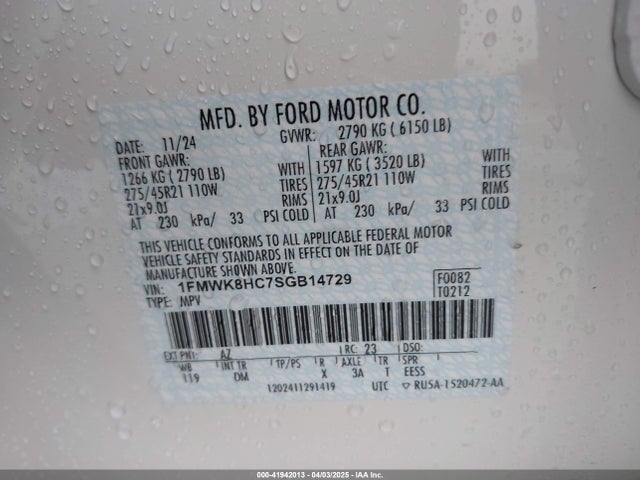 MFD. BY FORD MOTOR CO.
DATE: 11/24 GVWR: 2790 KG ( 6150 LB)
FRONT GAWR: REAR GAWR:
1266 KG ( 2790 LB) WITH 1597 KG ( 3520 LB) WITH
275/45R21 110W TIRES 275/45R21 110W TIRES
21x9.0J RIMS 21x9.0J RIMS
AT 230 kPa/ 33 PSI COLD AT 230 kPa/ 33 PSI COLD
THIS VEHICLE CONFORMS TO ALL APPLICABLE FEDERAL MOTOR
VEHICLE SAFETY STANDARDS IN EFFECT ON THE DATE OF
MANUFACTURE SHOWN ABOVE.
VIN: 1FMWK8HC7SGB14729 F0082
TYPE: MPV T0212
EXT PNT: AZ RC: 23 DSO:
WB INT TR TP/PS R AXLE TR SPR
119 DM X 3A T EESS
1202411291419 UTC RU5A-1520472-AA
000-41942013 - 04/03/2025 - IAA, Inc.